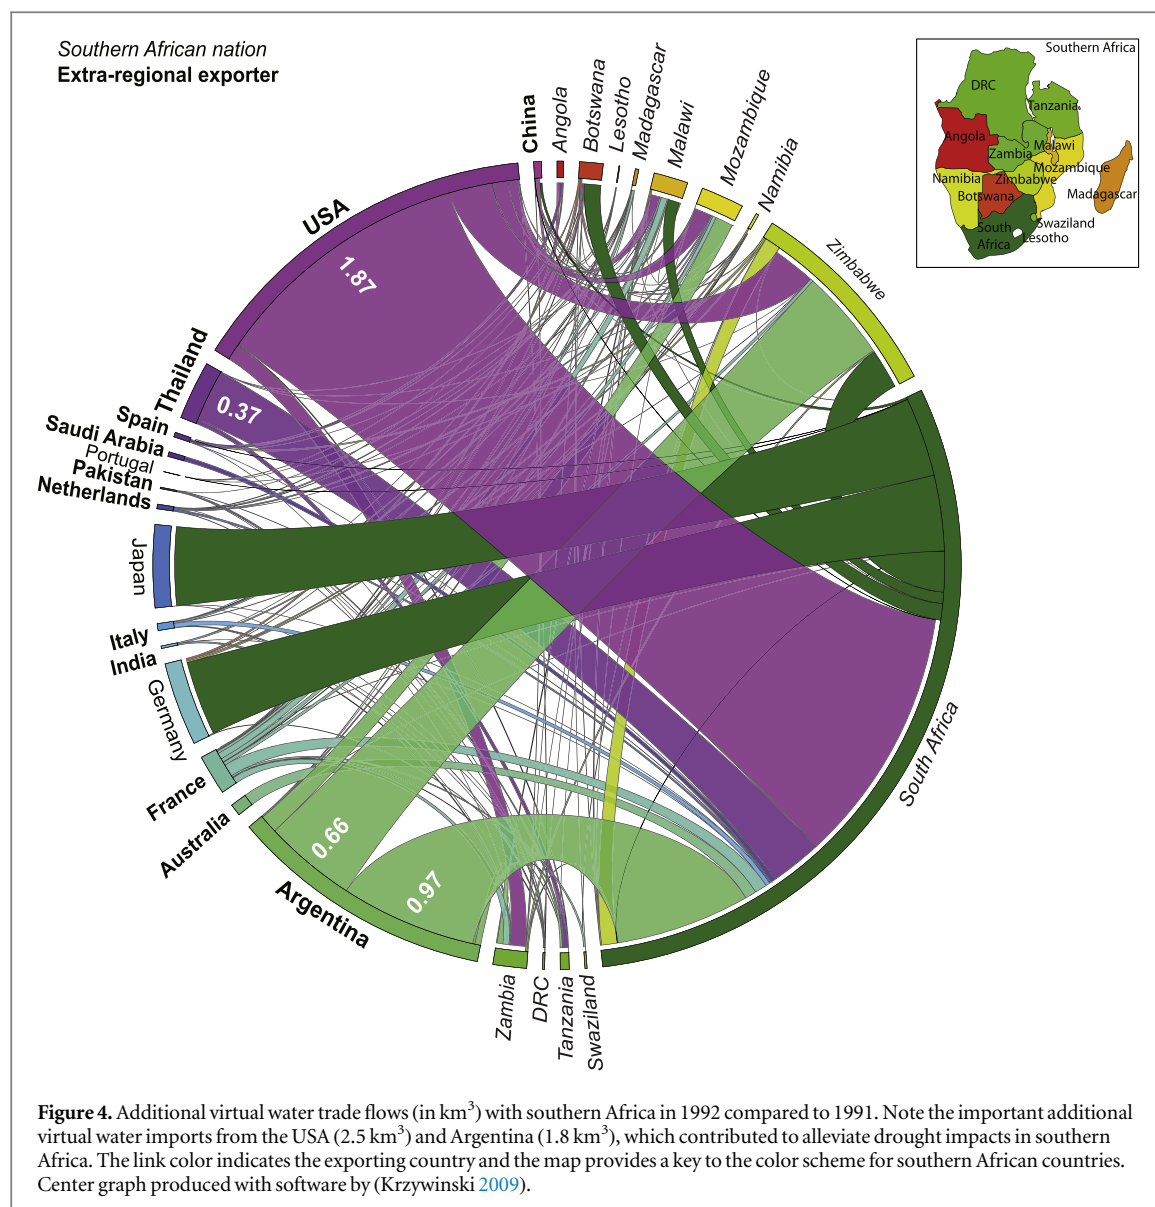 Southern African nation
Extra-regional exporter
China
Angola
Botswana
Lesotho
Madagascar
Malawi
Mozambique
Namibia
Zimbabwe
South Africa
Swaziland
Tanzania
DRC
Zambia
Argentina
Australia
France
Germany
India
Italy
Japan
Netherlands
Pakistan
Portugal
Saudi Arabia
Spain
Thailand
USA
1.87
0.37
0.66
0.97
Southern Africa
DRC
Tanzania
Angola
Malawi
Zambia
Mozambique
Namibia
Zimbabwe
Botswana
Madagascar
Swaziland
South
Africa
Lesotho
Figure 4. Additional virtual water trade flows (in km³) with southern Africa in 1992 compared to 1991. Note the important additional
virtual water imports from the USA (2.5 km³) and Argentina (1.8 km³), which contributed to alleviate drought impacts in southern
Africa. The link color indicates the exporting country and the map provides a key to the color scheme for southern African countries.
Center graph produced with software by (Krzywinski 2009).